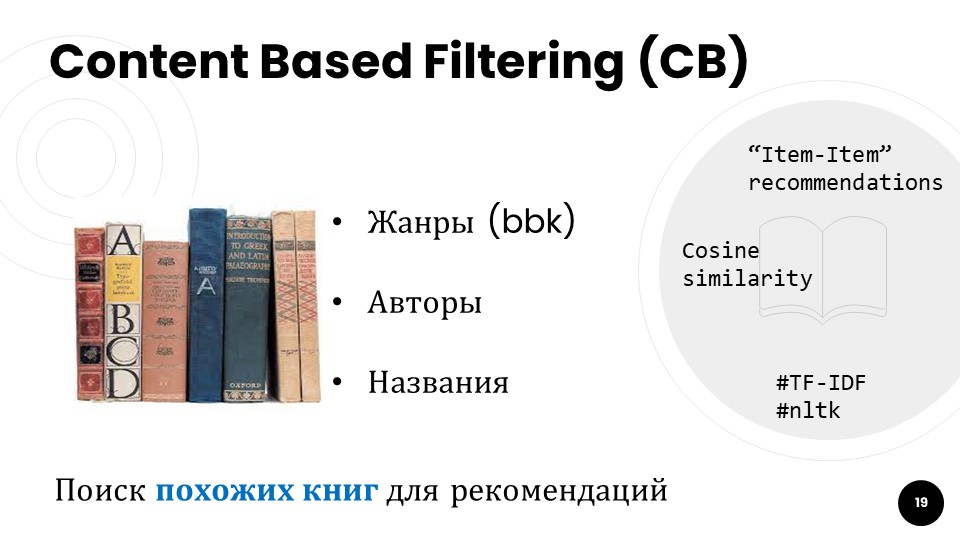 Content Based Filtering (CB)
“Item-Item”
recommendations
• Жанры (bbk)
Cosine
similarity
• Авторы
• Названия
#TF-IDF
#nltk
A
B
C
D
A
INTRODUCTION
TO GREEK
AND LATIN
PALAEOGRAPHY
OXFORD
Поиск похожих книг для рекомендаций
19